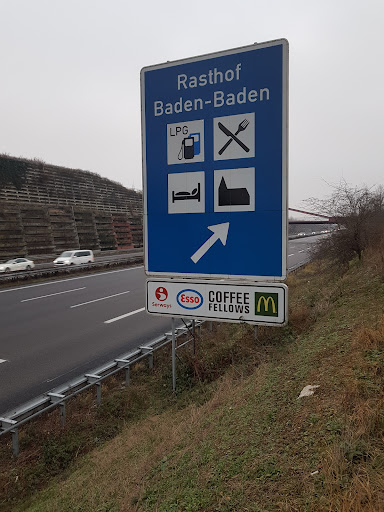 Rasthof
Baden-Baden
LPG
Serways
Esso
COFFEE
FELLOWS
M